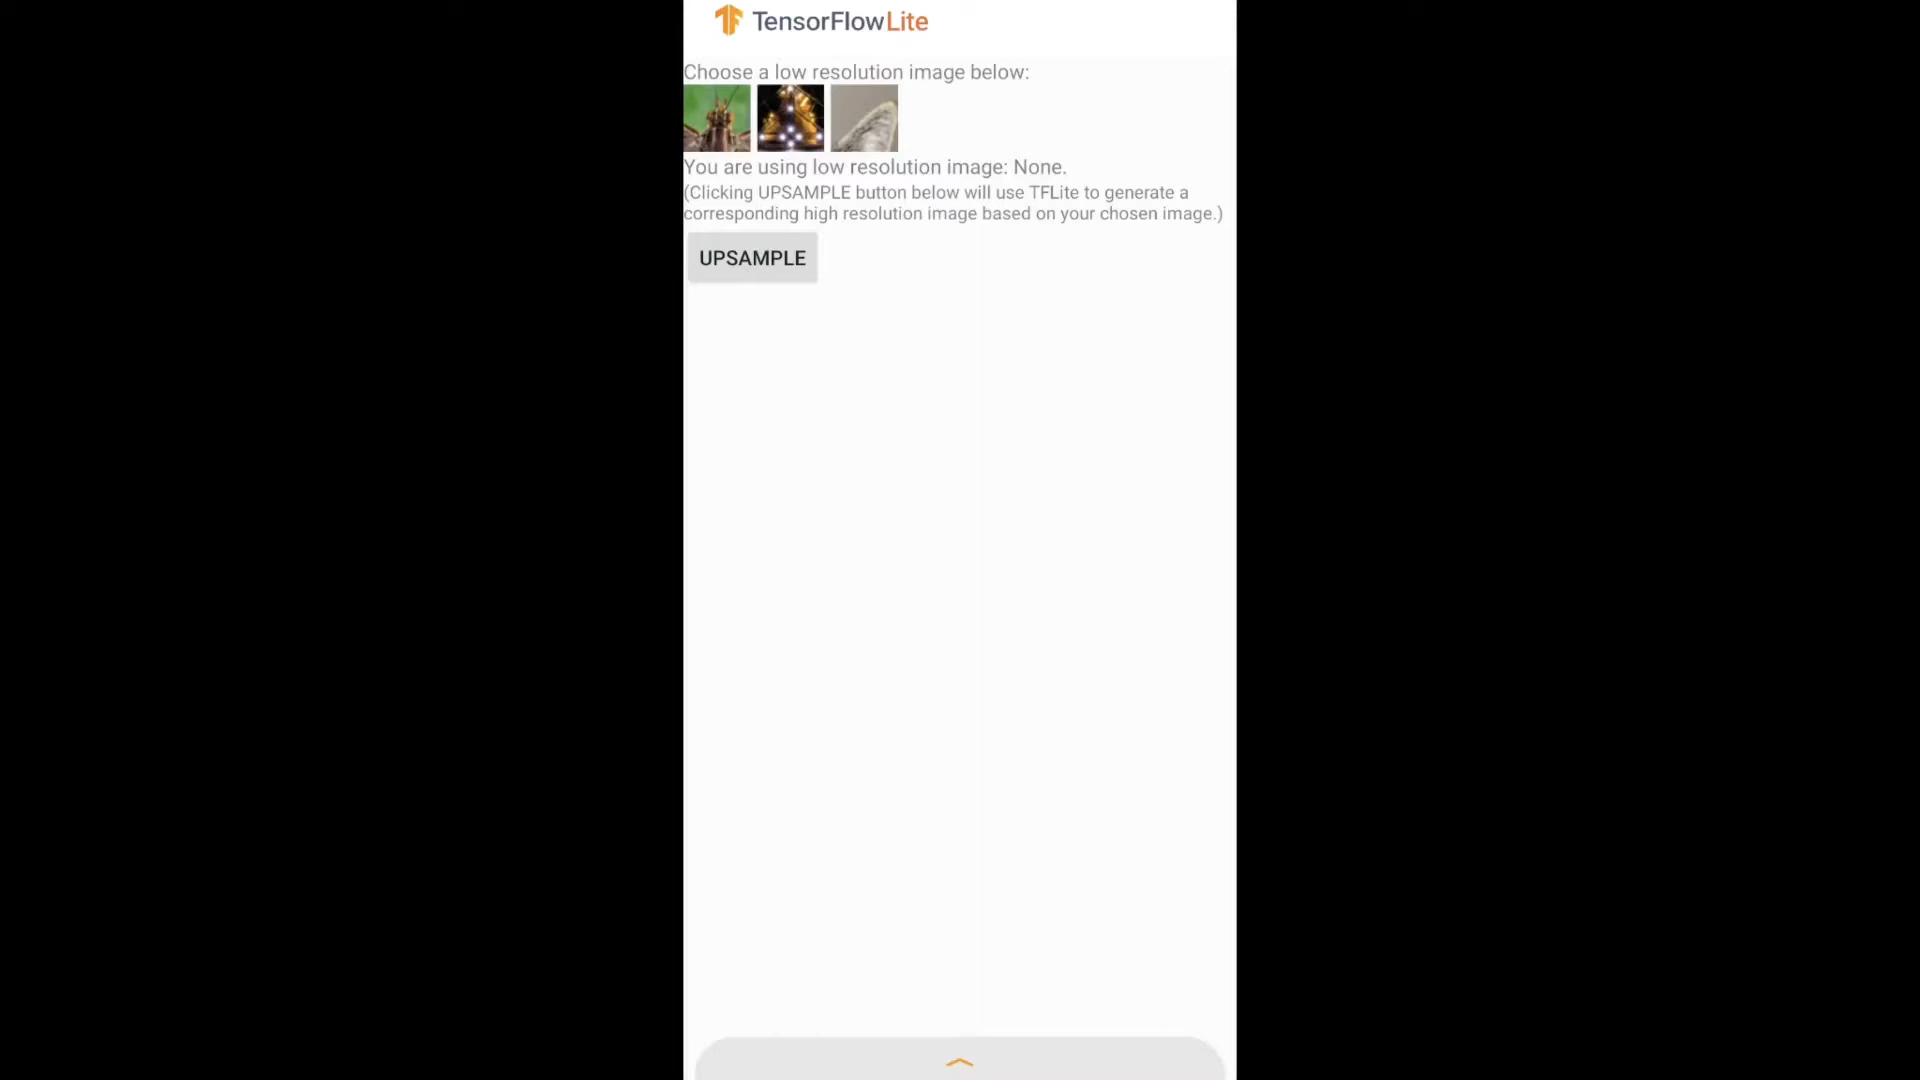 TensorFlowLite
Choose a low resolution image below:
You are using low resolution image: None.
(Clicking UPSAMPLE button below will use TFLite to generate a
corresponding high resolution image based on your chosen image.)
UPSAMPLE